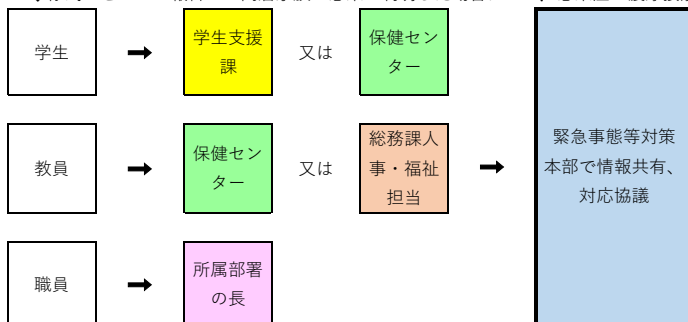 学生
➡
学生支援
課
又は
保健セン
ター
教員
➡
保健セン
ター
又は
総務課人
事・福祉
担当
➡
緊急事態等対策
本部で情報共有、
対応協議
職員
➡
所属部署
の長